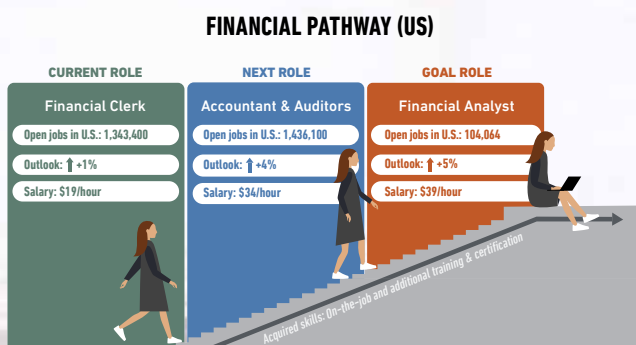 FINANCIAL PATHWAY (US)
CURRENT ROLE
Financial Clerk
Open jobs in U.S.: 1,343,400
Outlook: +1%
Salary: $19/hour
NEXT ROLE
Accountant & Auditors
Open jobs in U.S.: 1,436,100
Outlook: +4%
Salary: $34/hour
GOAL ROLE
Financial Analyst
Open jobs in U.S.: 104,064
Outlook: +5%
Salary: $39/hour
Acquired skills: On-the-job and additional training & certification